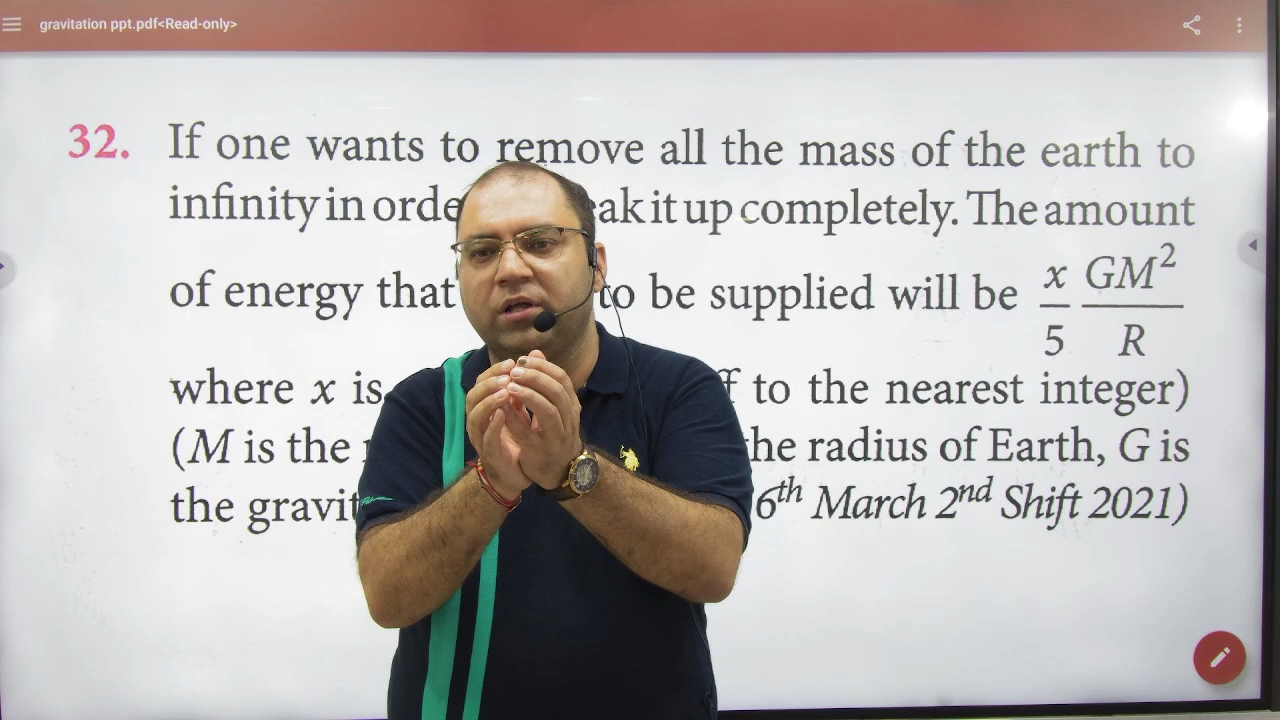 gravitation ppt.pdf<Read-only>
32. If one wants to remove all the mass of the earth to
infinity in orde eak it up completely. The amount
of energy that to be supplied will be x/5 GM²/R
where x is f to the nearest integer)
(M is the he radius of Earth, G is
the gravit 6th March 2nd Shift 2021)